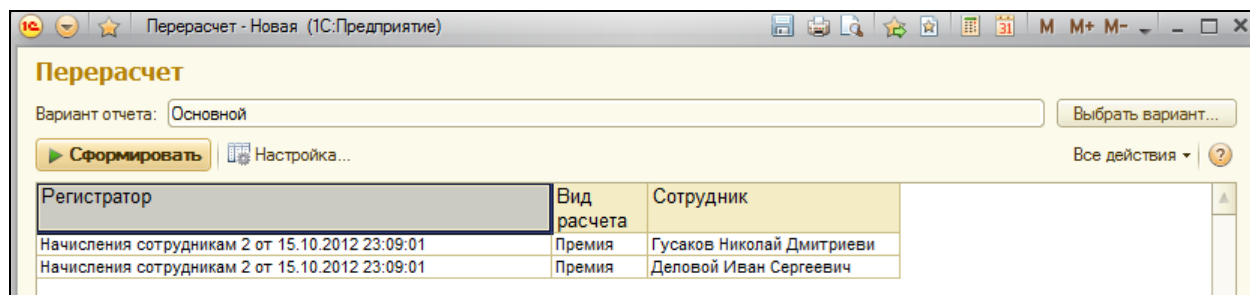 Перерасчет - Новая (1С:Предприятие)
31 M M+ M-
Перерасчет
Вариант отчета: Основной Выбрать вариант...
Сформировать Настройка... Все действия ?
Регистратор Вид расчета Сотрудник
Начисления сотрудникам 2 от 15.10.2012 23:09:01 Премия Гусаков Николай Дмитриеви
Начисления сотрудникам 2 от 15.10.2012 23:09:01 Премия Деловой Иван Сергеевич